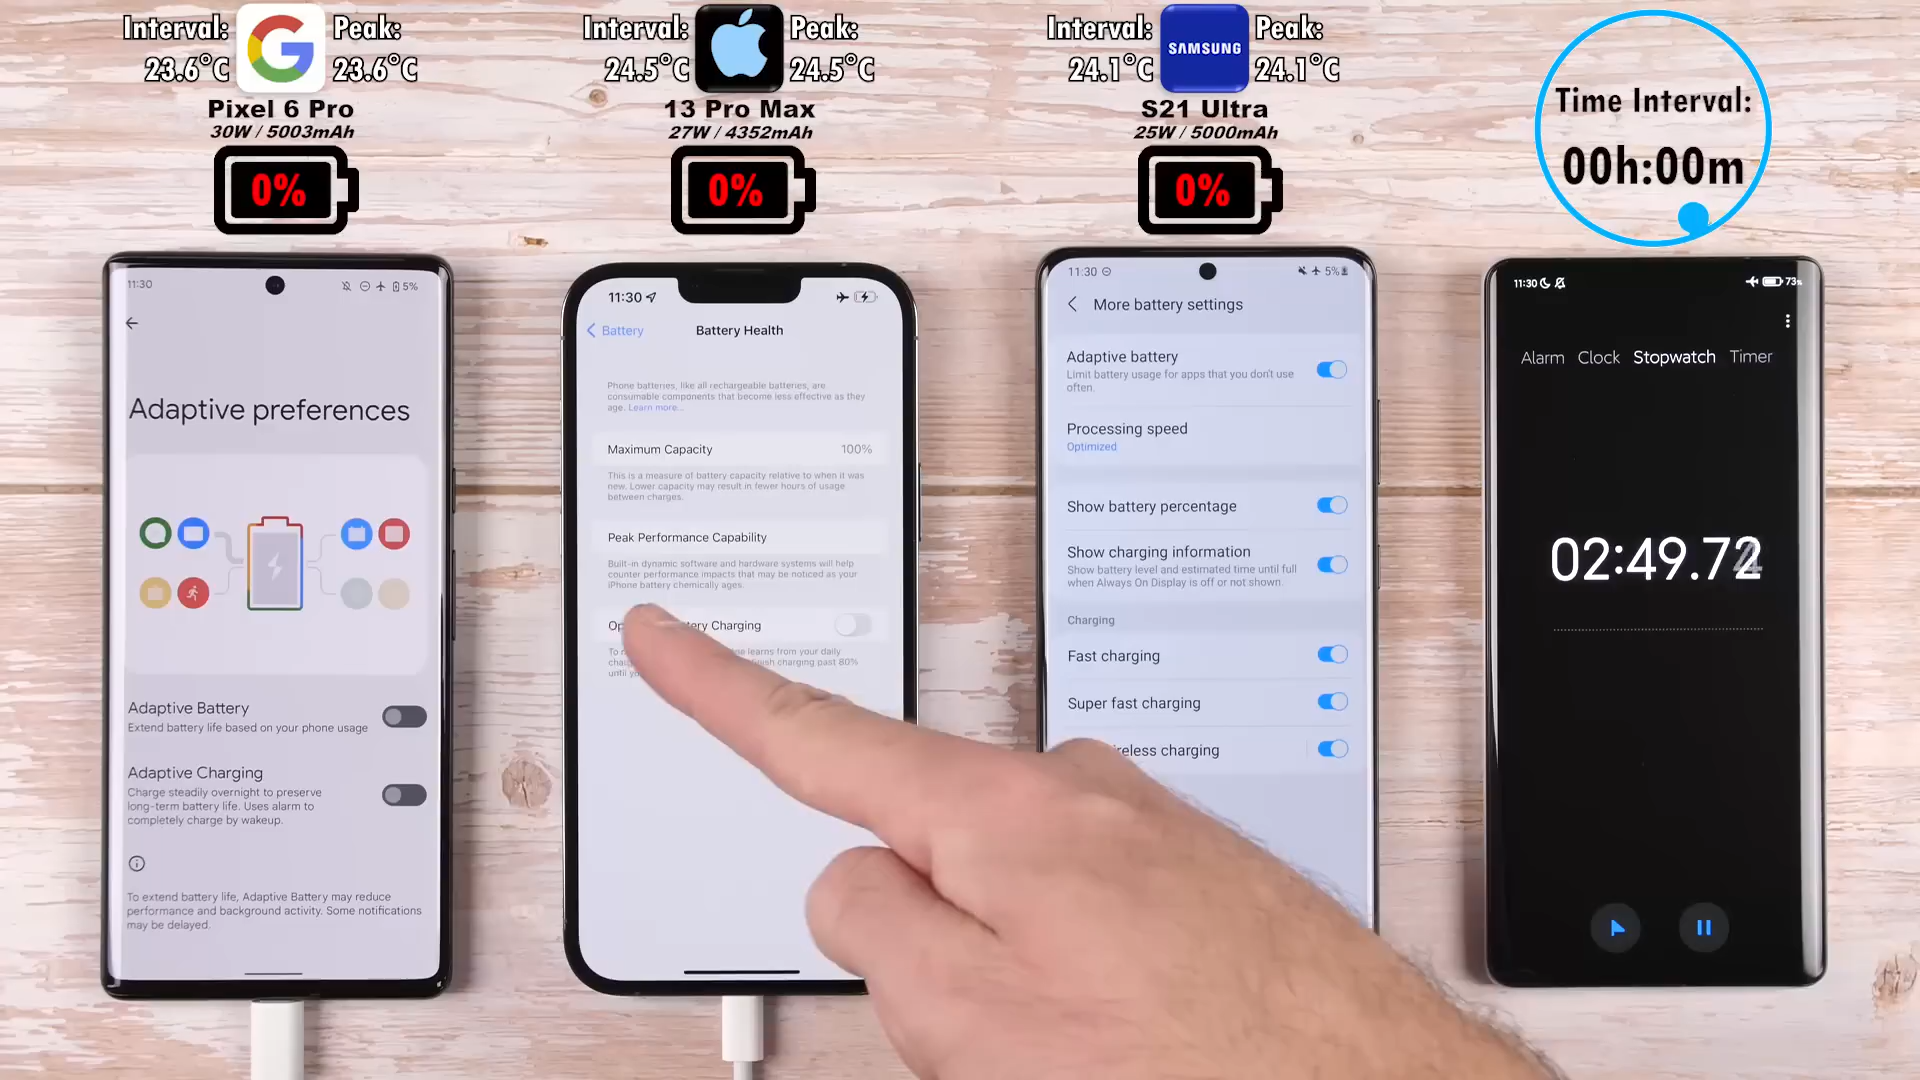 Interval:
23.6°C
Peak:
23.6°C
Pixel 6 Pro
30W / 5003mAh
0%
Interval:
24.5°C
Peak:
24.5°C
13 Pro Max
27W / 4352mAh
0%
Interval:
24.1°C
SAMSUNG
Peak:
24.1°C
S21 Ultra
25W / 5000mAh
0%
Time Interval:
00h:00m
11:30
5%
Adaptive preferences
Adaptive Battery
Extend battery life based on your phone usage
Adaptive Charging
Charge steadily overnight to preserve
long-term battery life. Uses alarm to
completely charge by wakeup.
To extend battery life, Adaptive Battery may reduce
performance and background activity. Some notifications
may be delayed.
11:30
Battery
Battery Health
Phone batteries, like all rechargeable batteries, are
consumable components that become less effective as they
age. Learn more...
Maximum Capacity 100%
This is a measure of battery capacity relative to when it was
new. Lower capacity may result in fewer hours of usage
between charges.
Peak Performance Capability
Built-in dynamic software and hardware systems will help
counter performance impacts that may be noticed as your
iPhone battery chemically ages.
Charging
learns from your daily
charging past 80%
until
11:30
5%
More battery settings
Adaptive battery
Limit battery usage for apps that you don't use
often.
Processing speed
Optimized
Show battery percentage
Show charging information
Show battery level and estimated time until full
when Always On Display is off or not shown.
Charging
Fast charging
Super fast charging
charging
11:30
73%
Alarm Clock Stopwatch Timer
02:49.72